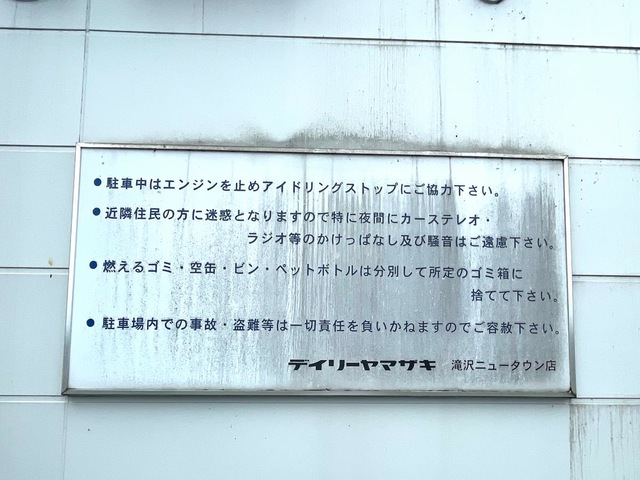 ●駐車中はエンジンを止めアイドリングストップにご協力下さい。
●近隣住民の方に迷惑となりますので特に夜間にカーステレオ・
ラジオ等のかけっぱなし及び騒音はご遠慮下さい。
●燃えるゴミ・空缶・ビン・ペットボトルは分別して所定のゴミ箱に
捨てて下さい。
●駐車場内での事故・盗難等は一切責任を負いかねますのでご容赦下さい。
デイリーヤマザキ 滝沢ニュータウン店